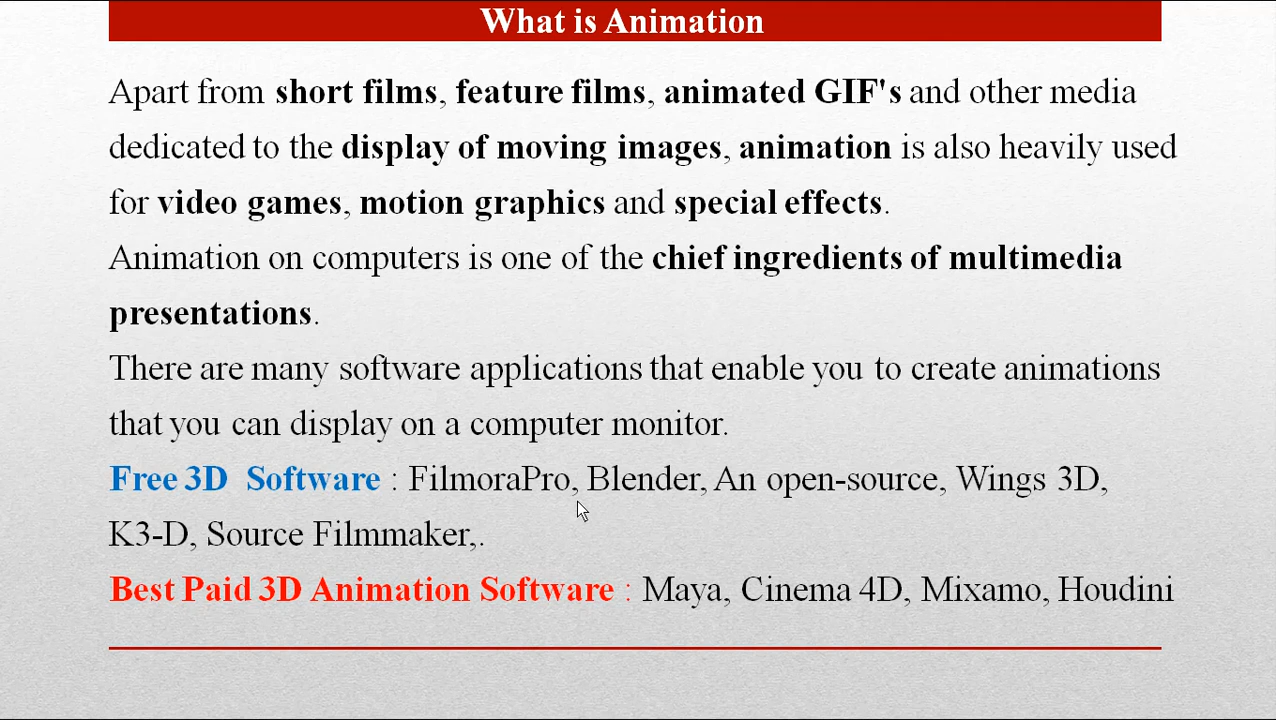 What is Animation
Apart from short films, feature films, animated GIF's and other media
dedicated to the display of moving images, animation is also heavily used
for video games, motion graphics and special effects.
Animation on computers is one of the chief ingredients of multimedia
presentations.
There are many software applications that enable you to create animations
that you can display on a computer monitor.
Free 3D  Software : FilmoraPro, Blender, An open-source, Wings 3D,
K3-D, Source Filmmaker,.
Best Paid 3D Animation Software : Maya, Cinema 4D, Mixamo, Houdini